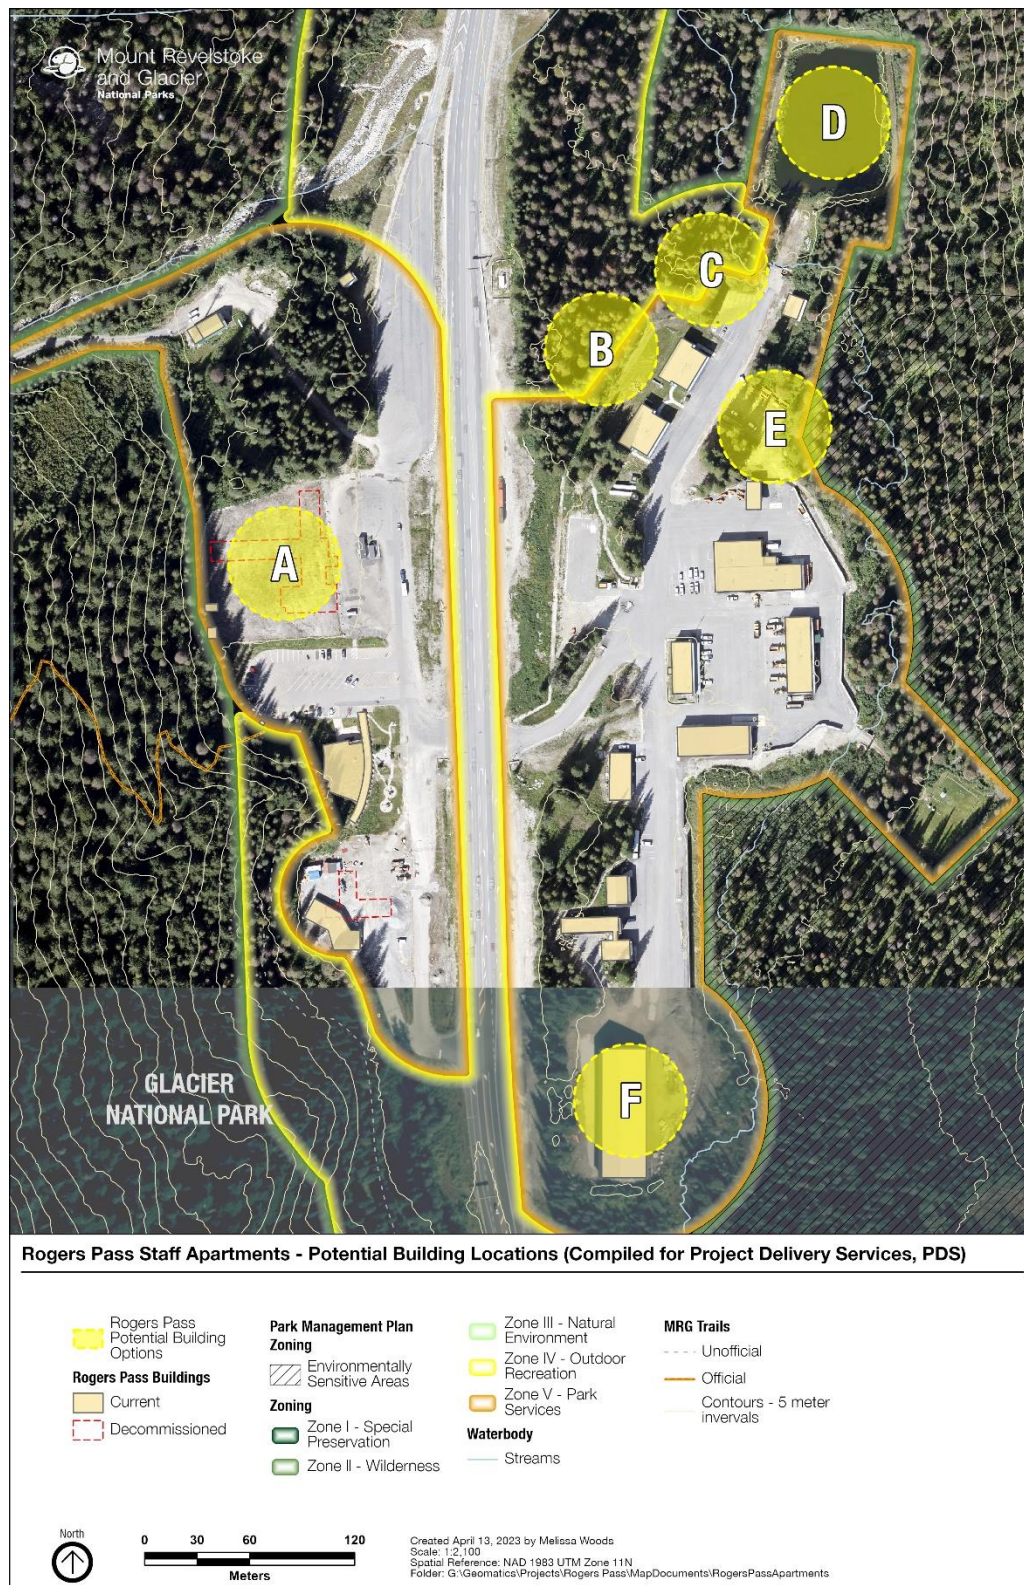 Mount Revelstoke
and Glacier
National Parks
D
C
B
E
A
F
GLACIER
NATIONAL PARK
Rogers Pass Staff Apartments - Potential Building Locations (Compiled for Project Delivery Services, PDS)
Rogers Pass
Potential Building
Options
Rogers Pass Buildings
Current
Decommissioned
Park Management Plan
Zoning
Environmentally
Sensitive Areas
Zoning
Zone I - Special
Preservation
Zone II - Wilderness
Zone III - Natural
Environment
Zone IV - Outdoor
Recreation
Zone V - Park
Services
Waterbody
Streams
MRG Trails
Unofficial
Official
Contours - 5 meter
invervals
North
0 30 60 120
Meters
Created April 13, 2023 by Melissa Woods
Scale: 1:2,100
Spatial Reference: NAD 1983 UTM Zone 11N
Folder: G:\Geomatics\Projects\Rogers Pass\MapDocuments\RogersPassApartments